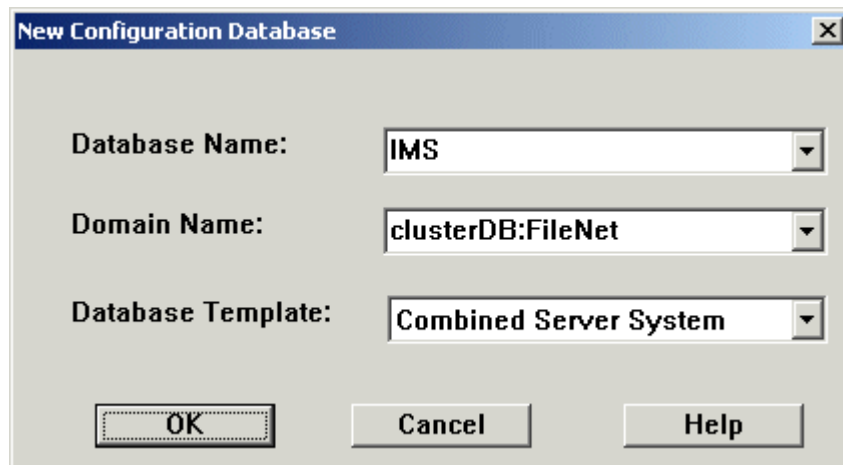 New Configuration Database
Database Name: IMS
Domain Name: clusterDB:FileNet
Database Template: Combined Server System
OK Cancel Help